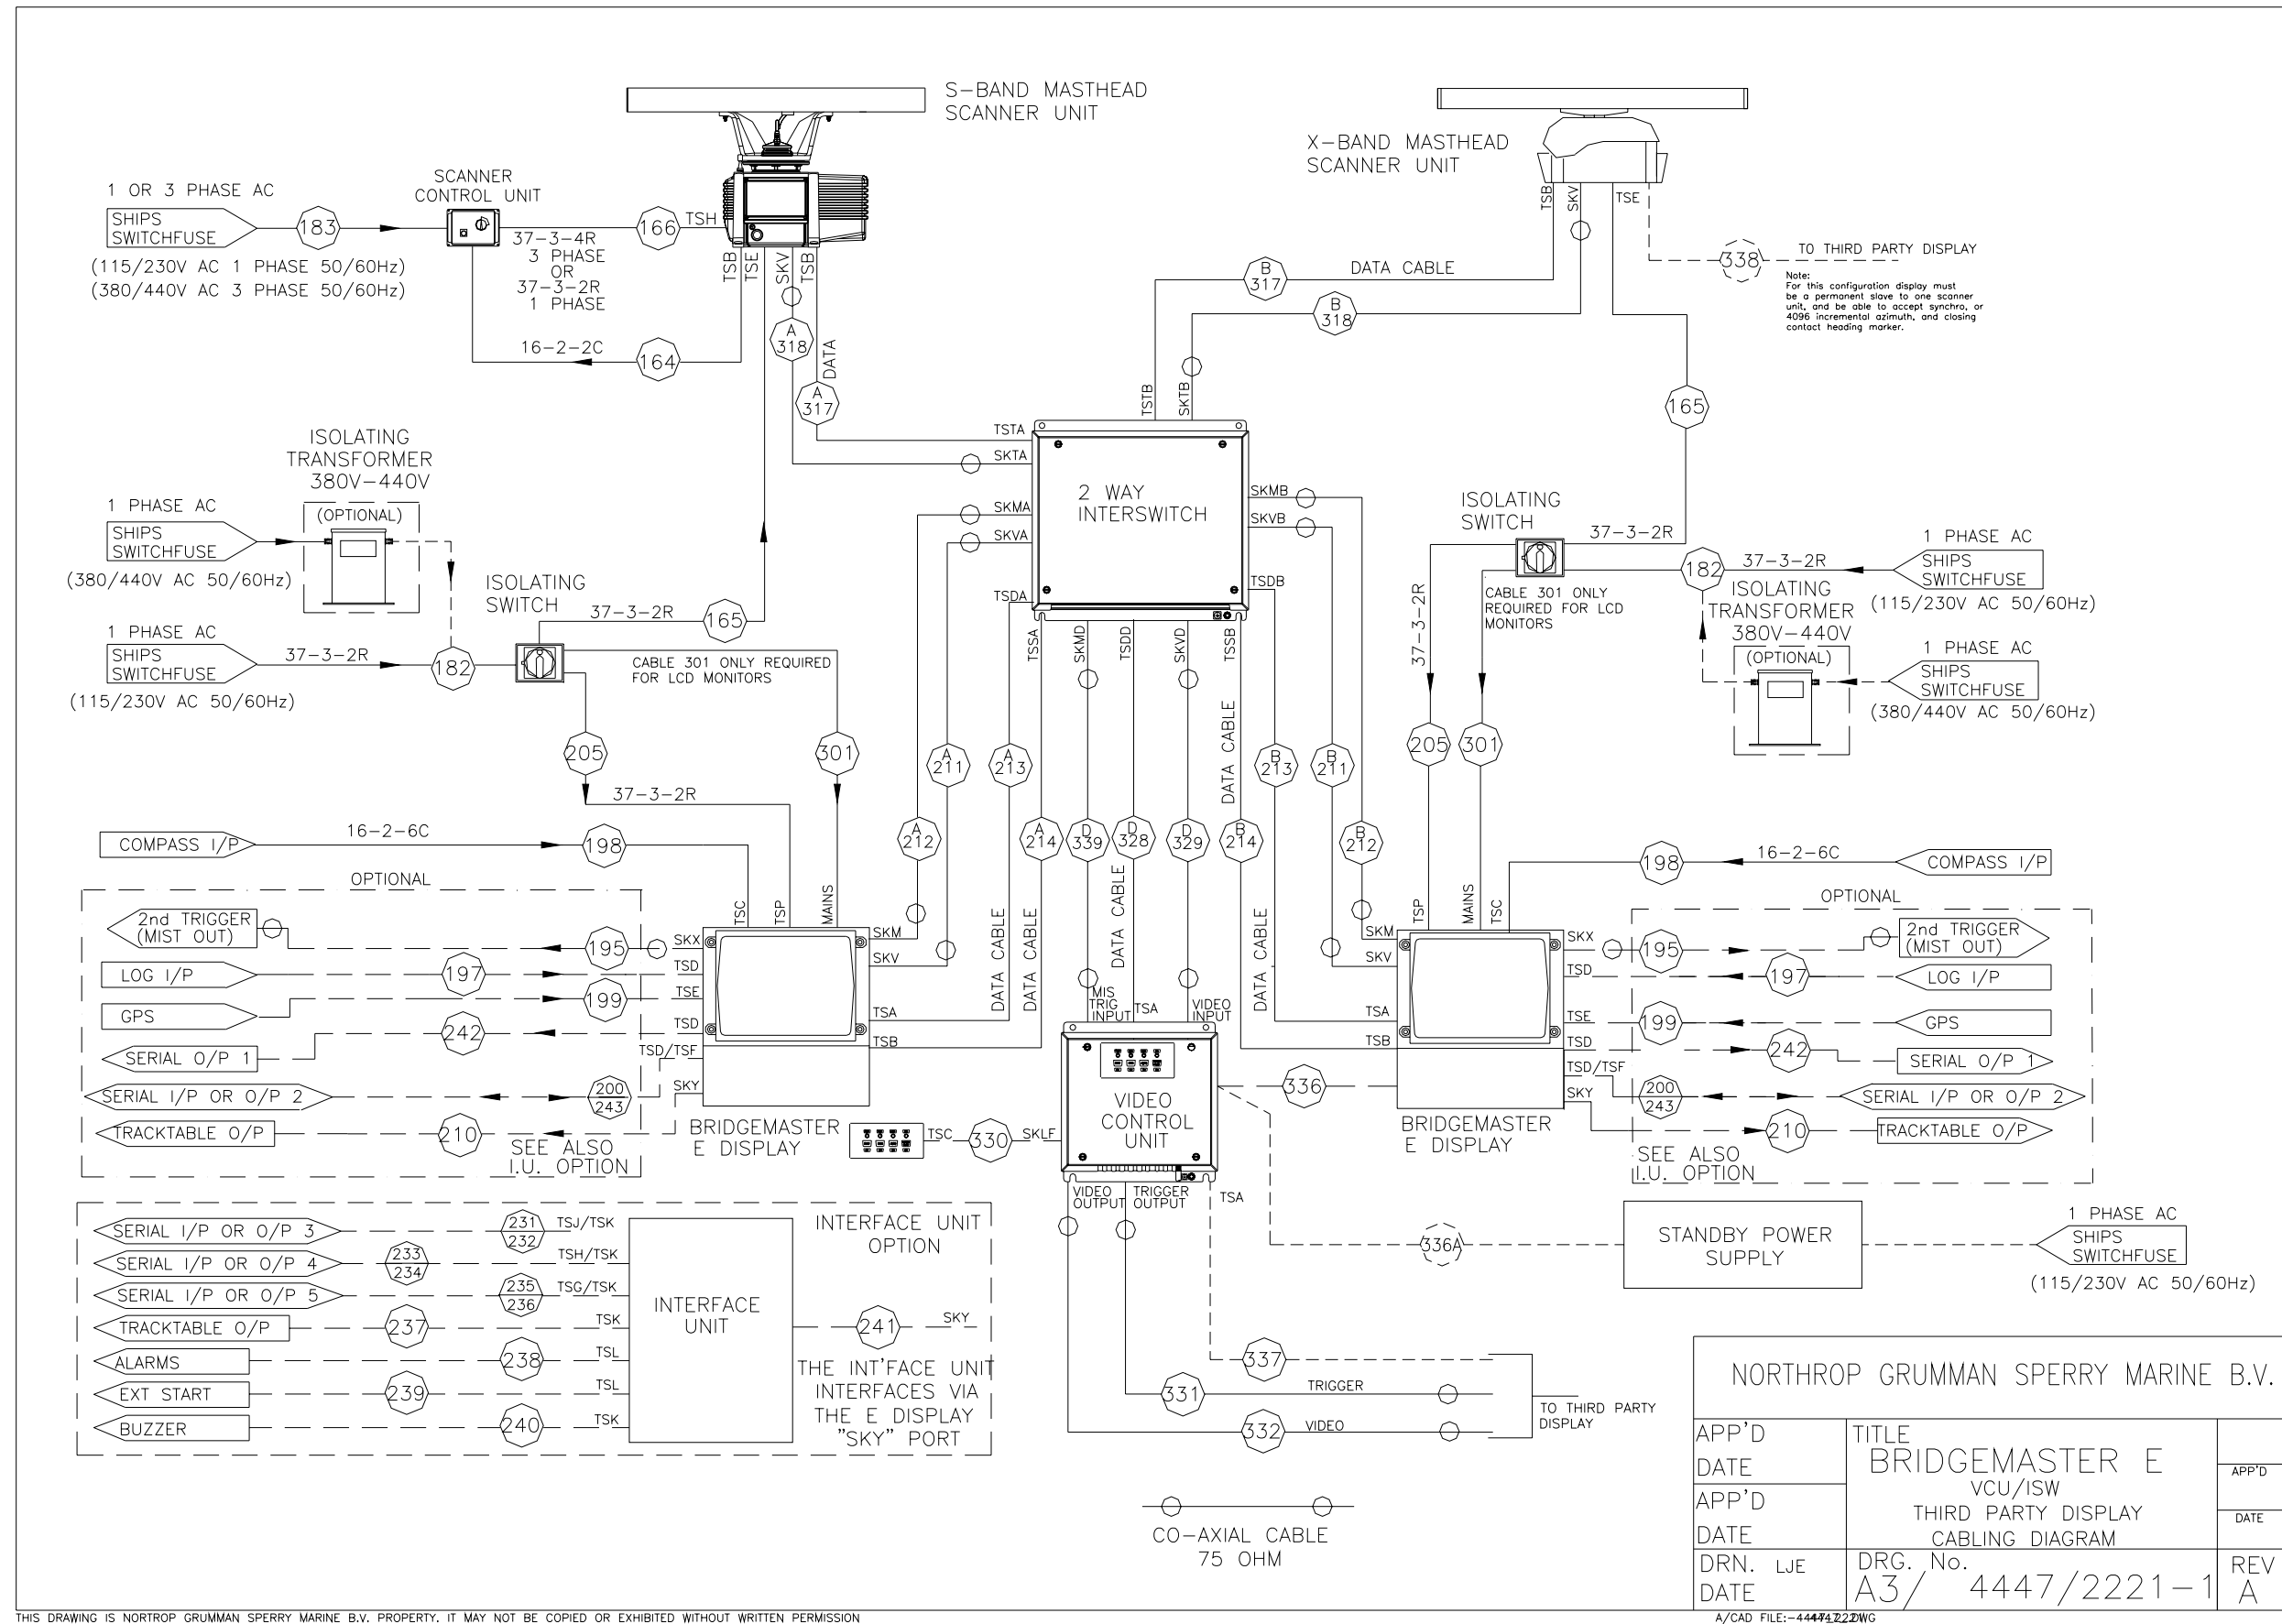 S-BAND MASTHEAD
SCANNER UNIT
X-BAND MASTHEAD
SCANNER UNIT
1 OR 3 PHASE AC
SHIPS
SWITCHFUSE
183
(115/230V AC 1 PHASE 50/60Hz)
(380/440V AC 3 PHASE 50/60Hz)
SCANNER
CONTROL UNIT
166
TSH
37-3-4R
3 PHASE
OR
37-3-2R
1 PHASE
16-2-2C
164
TSB
TSE
SKV
TSB
A
318
DATA
A
317
TSB
SKV
TSE
338
TO THIRD PARTY DISPLAY
Note:
For this configuration display must
be a permanent slave to one scanner
unit, and be able to accept synchro, or
4096 incremental azimuth, and closing
contact heading marker.
B
317
DATA CABLE
B
318
165
TSTB
SKTB
TSTA
SKTA
SKMA
SKVA
TSDA
2 WAY
INTERSWITCH
SKMB
SKVB
TSDB
TSSA
SKMD
TSDD
SKVD
TSSB
ISOLATING
TRANSFORMER
380V-440V
(OPTIONAL)
1 PHASE AC
SHIPS
SWITCHFUSE
(380/440V AC 50/60Hz)
1 PHASE AC
SHIPS
SWITCHFUSE
(115/230V AC 50/60Hz)
37-3-2R
182
ISOLATING
SWITCH
37-3-2R
165
CABLE 301 ONLY REQUIRED
FOR LCD MONITORS
205
301
37-3-2R
ISOLATING
SWITCH
37-3-2R
CABLE 301 ONLY
REQUIRED FOR LCD
MONITORS
182
37-3-2R
1 PHASE AC
SHIPS
SWITCHFUSE
(115/230V AC 50/60Hz)
ISOLATING
TRANSFORMER
380V-440V
(OPTIONAL)
1 PHASE AC
SHIPS
SWITCHFUSE
(380/440V AC 50/60Hz)
37-3-2R
205
301
A
211
A
213
B
213
B
211
A
212
A
214
D
339
D
328
D
329
B
214
B
212
DATA CABLE
DATA CABLE
DATA CABLE
DATA CABLE
DATA CABLE
COMPASS I/P
16-2-6C
198
OPTIONAL
2nd TRIGGER
(MIST OUT)
195
SKX
LOG I/P
197
TSD
GPS
199
TSE
SERIAL O/P 1
242
TSD
SERIAL I/P OR O/P 2
200
243
TSD/TSF
TRACKTABLE O/P
210
SKY
SEE ALSO
I.U. OPTION
TSC
TSP
MAINS
SKM
SKV
TSA
TSB
BRIDGEMASTER
E DISPLAY
TSC
330
SKLF
MIS
TRIG
INPUT
TSA
VIDEO
INPUT
VIDEO
CONTROL
UNIT
VIDEO
OUTPUT
TRIGGER
OUTPUT
TSA
336
TSP
MAINS
TSC
SKM
SKV
TSA
TSB
BRIDGEMASTER
E DISPLAY
198
16-2-6C
COMPASS I/P
OPTIONAL
SKX
195
2nd TRIGGER
(MIST OUT)
TSD
197
LOG I/P
TSE
199
GPS
TSD
242
SERIAL O/P 1
TSD/TSF
200
243
SERIAL I/P OR O/P 2
SKY
210
TRACKTABLE O/P
SEE ALSO
I.U. OPTION
SERIAL I/P OR O/P 3
231
232
TSJ/TSK
SERIAL I/P OR O/P 4
233
234
TSH/TSK
SERIAL I/P OR O/P 5
235
236
TSG/TSK
TRACKTABLE O/P
237
TSK
ALARMS
238
TSL
EXT START
239
TSL
BUZZER
240
TSK
INTERFACE
UNIT
INTERFACE UNIT
OPTION
241
SKY
THE INT'FACE UNIT
INTERFACES VIA
THE E DISPLAY
"SKY" PORT
336A
STANDBY POWER
SUPPLY
1 PHASE AC
SHIPS
SWITCHFUSE
(115/230V AC 50/60Hz)
337
331
TRIGGER
332
VIDEO
TO THIRD PARTY
DISPLAY
CO-AXIAL CABLE
75 OHM
NORTHROP GRUMMAN SPERRY MARINE B.V.
APP'D
DATE
APP'D
DATE
DRN. LJE
DATE
TITLE
BRIDGEMASTER E
VCU/ISW
THIRD PARTY DISPLAY
CABLING DIAGRAM
DRG. No.
A3/ 4447/2221-1
APP'D
DATE
REV
A
THIS DRAWING IS NORTROP GRUMMAN SPERRY MARINE B.V. PROPERTY. IT MAY NOT BE COPIED OR EXHIBITED WITHOUT WRITTEN PERMISSION
A/CAD FILE:-